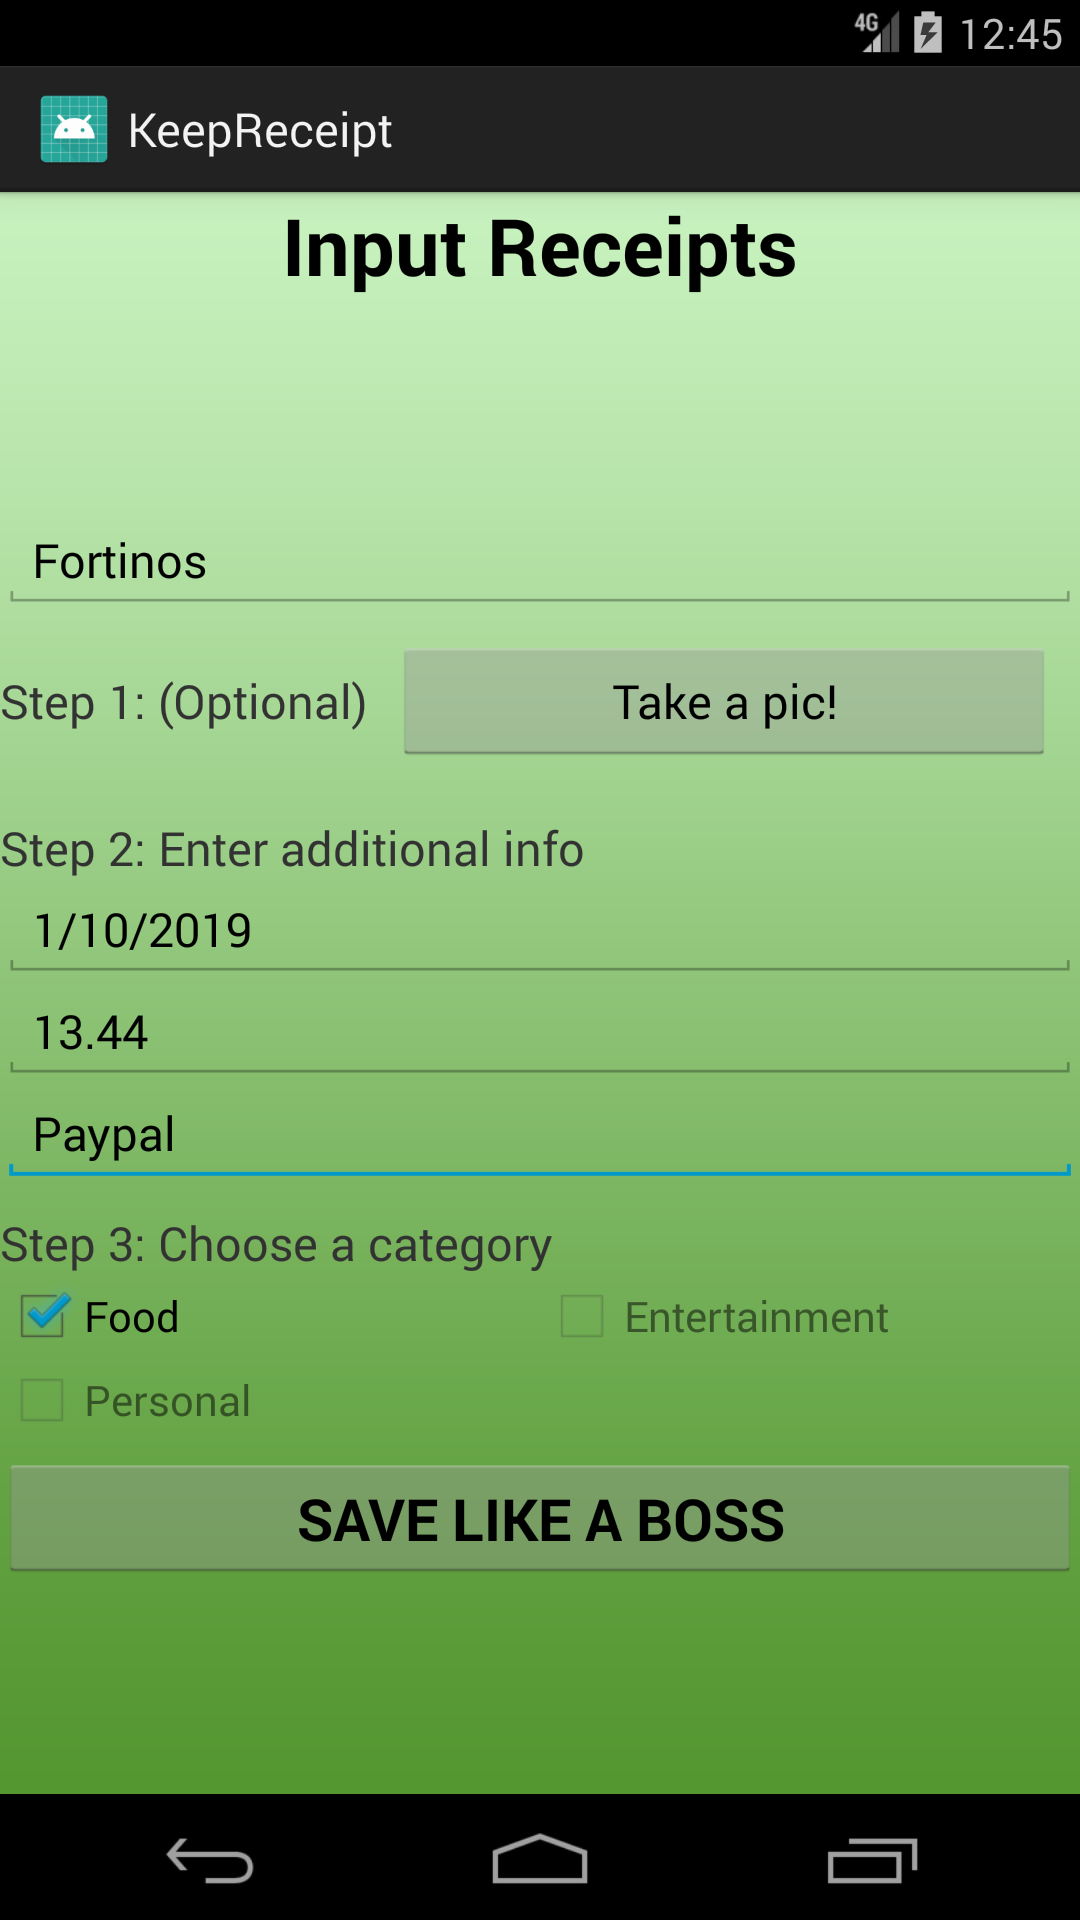 4G 12:45
KeepReceipt
Input Receipts
Fortinos
Step 1: (Optional) Take a pic!
Step 2: Enter additional info
1/10/2019
13.44
Paypal
Step 3: Choose a category
Food Entertainment
Personal
SAVE LIKE A BOSS